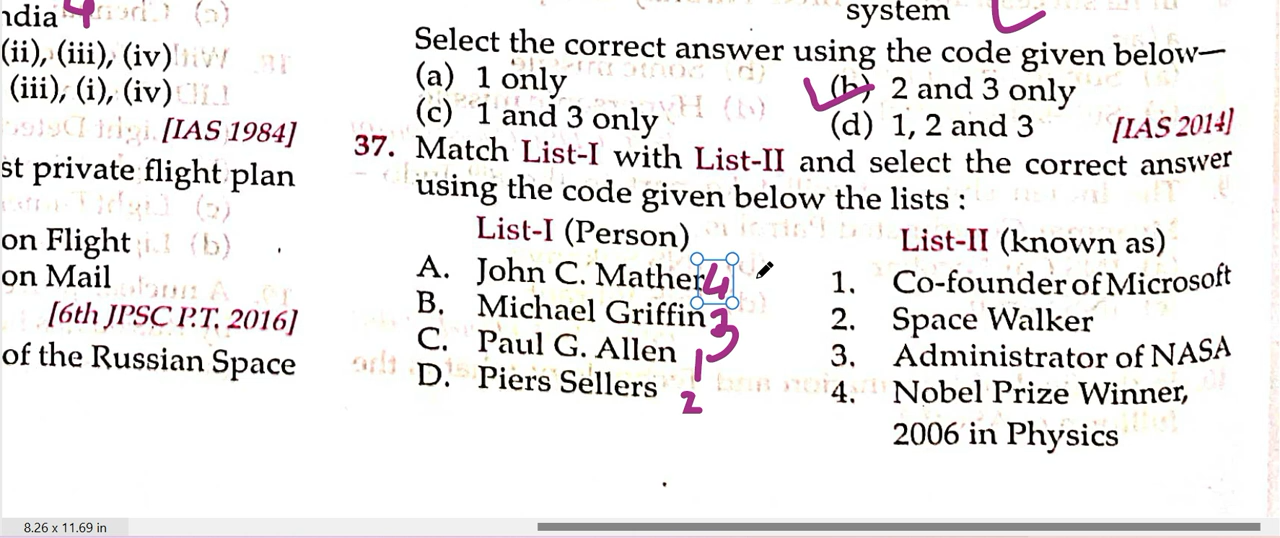 ndia 4
(ii), (iii), (iv)
(iii), (i), (iv)
[IAS 1984]
st private flight plan
on Flight
(b)
on Mail
[6th JPSC P.T. 2016]
of the Russian Space
system
Select the correct answer using the code given below—
(a) 1 only
(b) 2 and 3 only
(c) 1 and 3 only
(d) 1, 2 and 3
[IAS 2014]
37. Match List-I with List-II and select the correct answer
using the code given below the lists :
List-I (Person)
A. John C. Mather 4
B. Michael Griffin 3
C. Paul G. Allen 1
D. Piers Sellers 2
List-II (known as)
1. Co-founder of Microsoft
2. Space Walker
3. Administrator of NASA
4. Nobel Prize Winner,
2006 in Physics
8.26 x 11.69 in